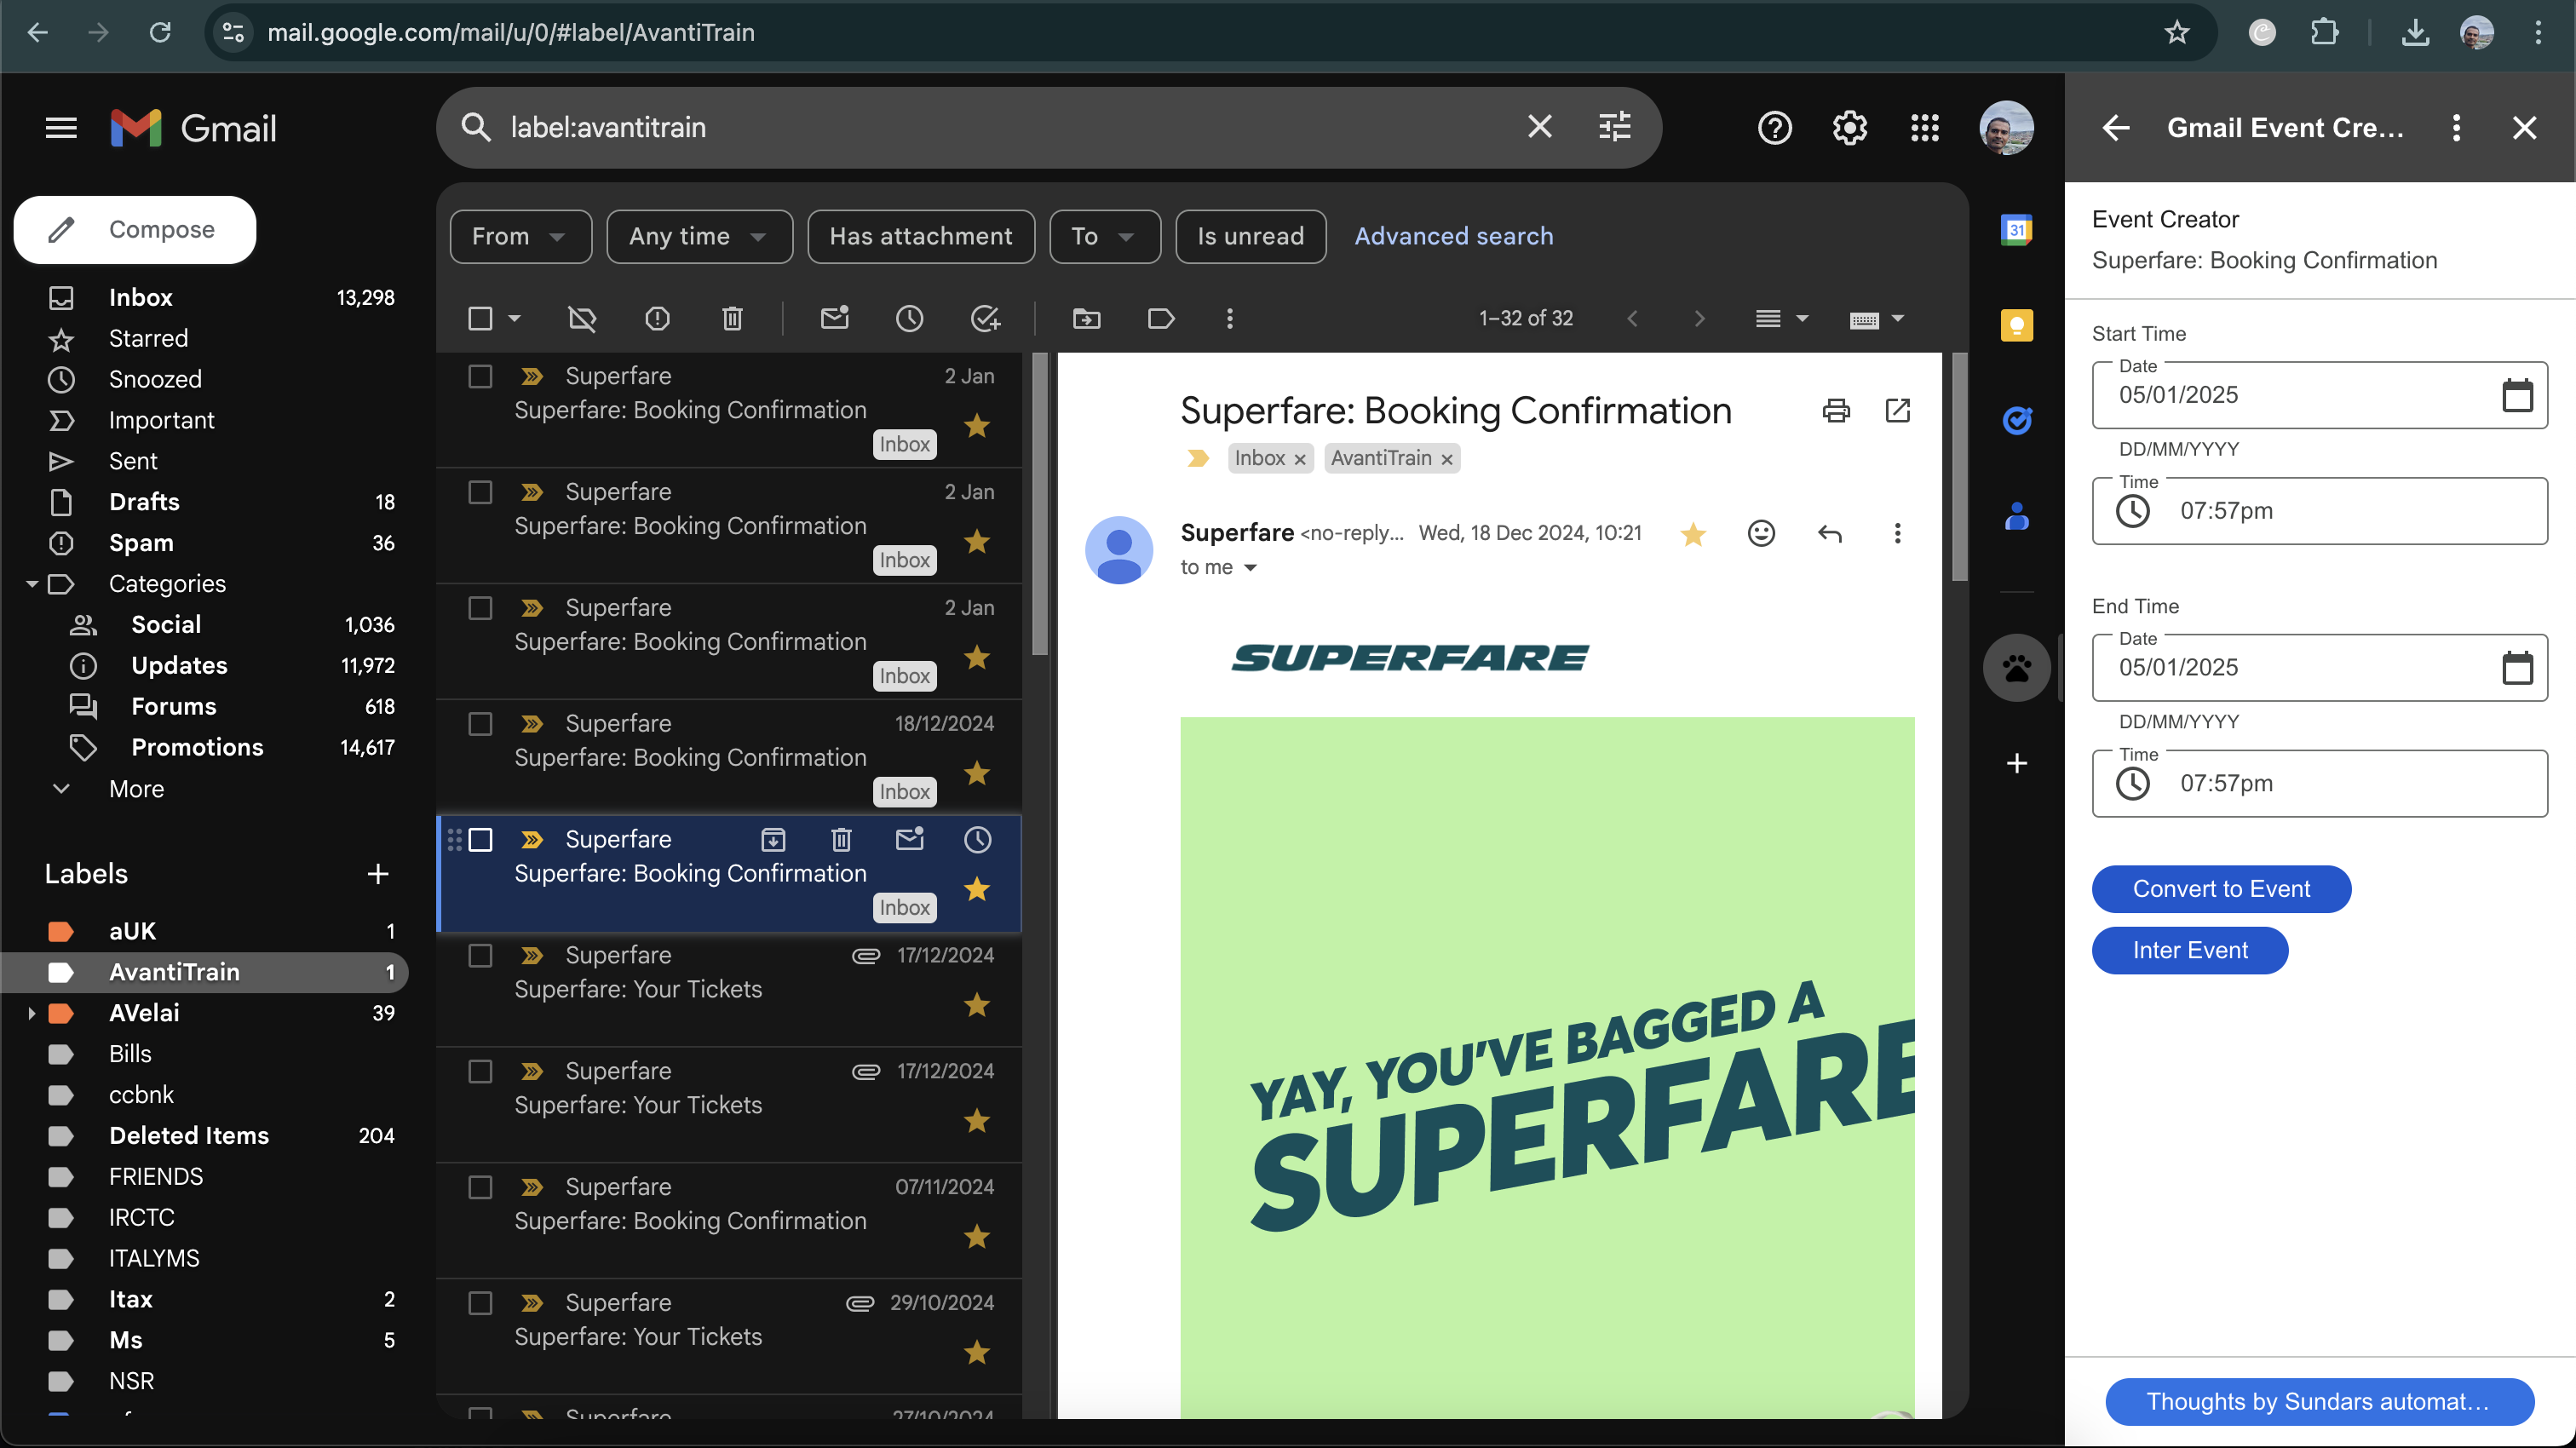 mail.google.com/mail/u/0/#label/AvantiTrain
Gmail
label:avantitrain
Gmail Event Cre...
Compose
Inbox 13,298
Starred
Snoozed
Important
Sent
Drafts 18
Spam 36
Categories
Social 1,036
Updates 11,972
Forums 618
Promotions 14,617
More
Labels
aUK 1
AvantiTrain 1
AVelai 39
Bills
ccbnk
Deleted Items 204
FRIENDS
IRCTC
ITALYMS
Itax 2
Ms 5
NSR
From
Any time
Has attachment
To
Is unread
Advanced search
1–32 of 32
Superfare 2 Jan
Superfare: Booking Confirmation
Inbox
Superfare 2 Jan
Superfare: Booking Confirmation
Inbox
Superfare 2 Jan
Superfare: Booking Confirmation
Inbox
Superfare 18/12/2024
Superfare: Booking Confirmation
Inbox
Superfare
Superfare: Booking Confirmation
Inbox
Superfare 17/12/2024
Superfare: Your Tickets
Superfare 17/12/2024
Superfare: Your Tickets
Superfare 07/11/2024
Superfare: Booking Confirmation
Superfare 29/10/2024
Superfare: Your Tickets
Superfare 27/10/2024
Superfare: Booking Confirmation
Inbox × AvantiTrain ×
Superfare <no-reply... Wed, 18 Dec 2024, 10:21
to me
SUPERFARE
YAY, YOU'VE BAGGED A
SUPERFARE
31
Event Creator
Superfare: Booking Confirmation
Start Time
Date
05/01/2025
DD/MM/YYYY
Time
07:57pm
End Time
Date
05/01/2025
DD/MM/YYYY
Time
07:57pm
Convert to Event
Inter Event
Thoughts by Sundars automat...